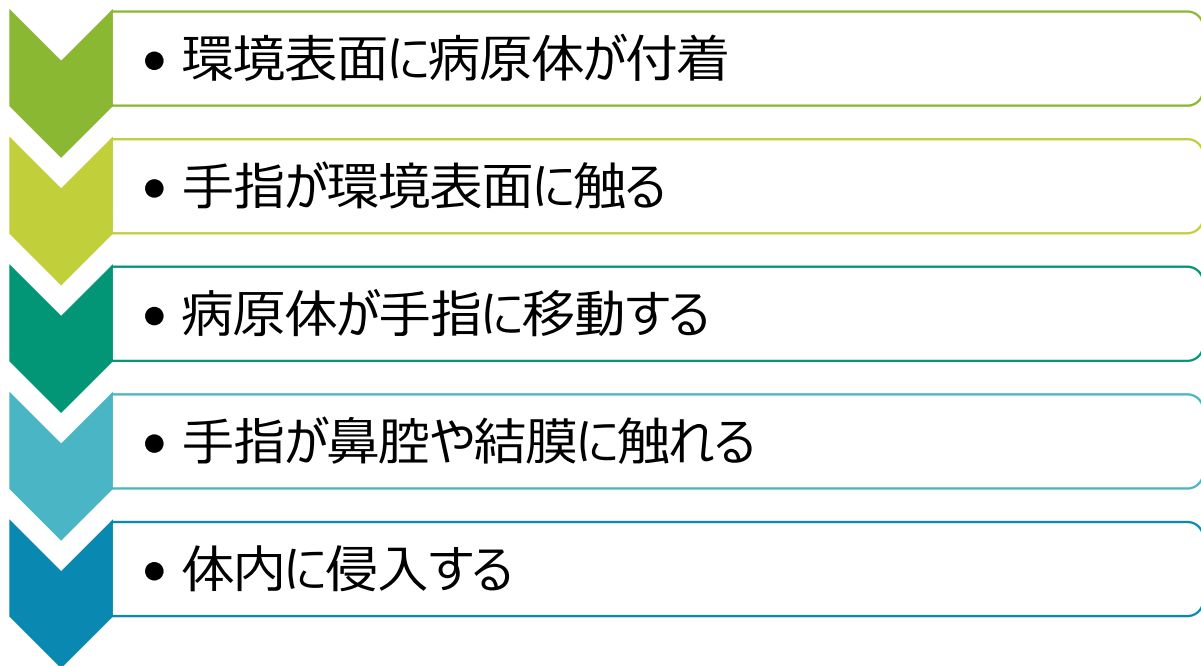 • 環境表面に病原体が付着
• 手指が環境表面に触る
• 病原体が手指に移動する
• 手指が鼻腔や結膜に触れる
• 体内に侵入する